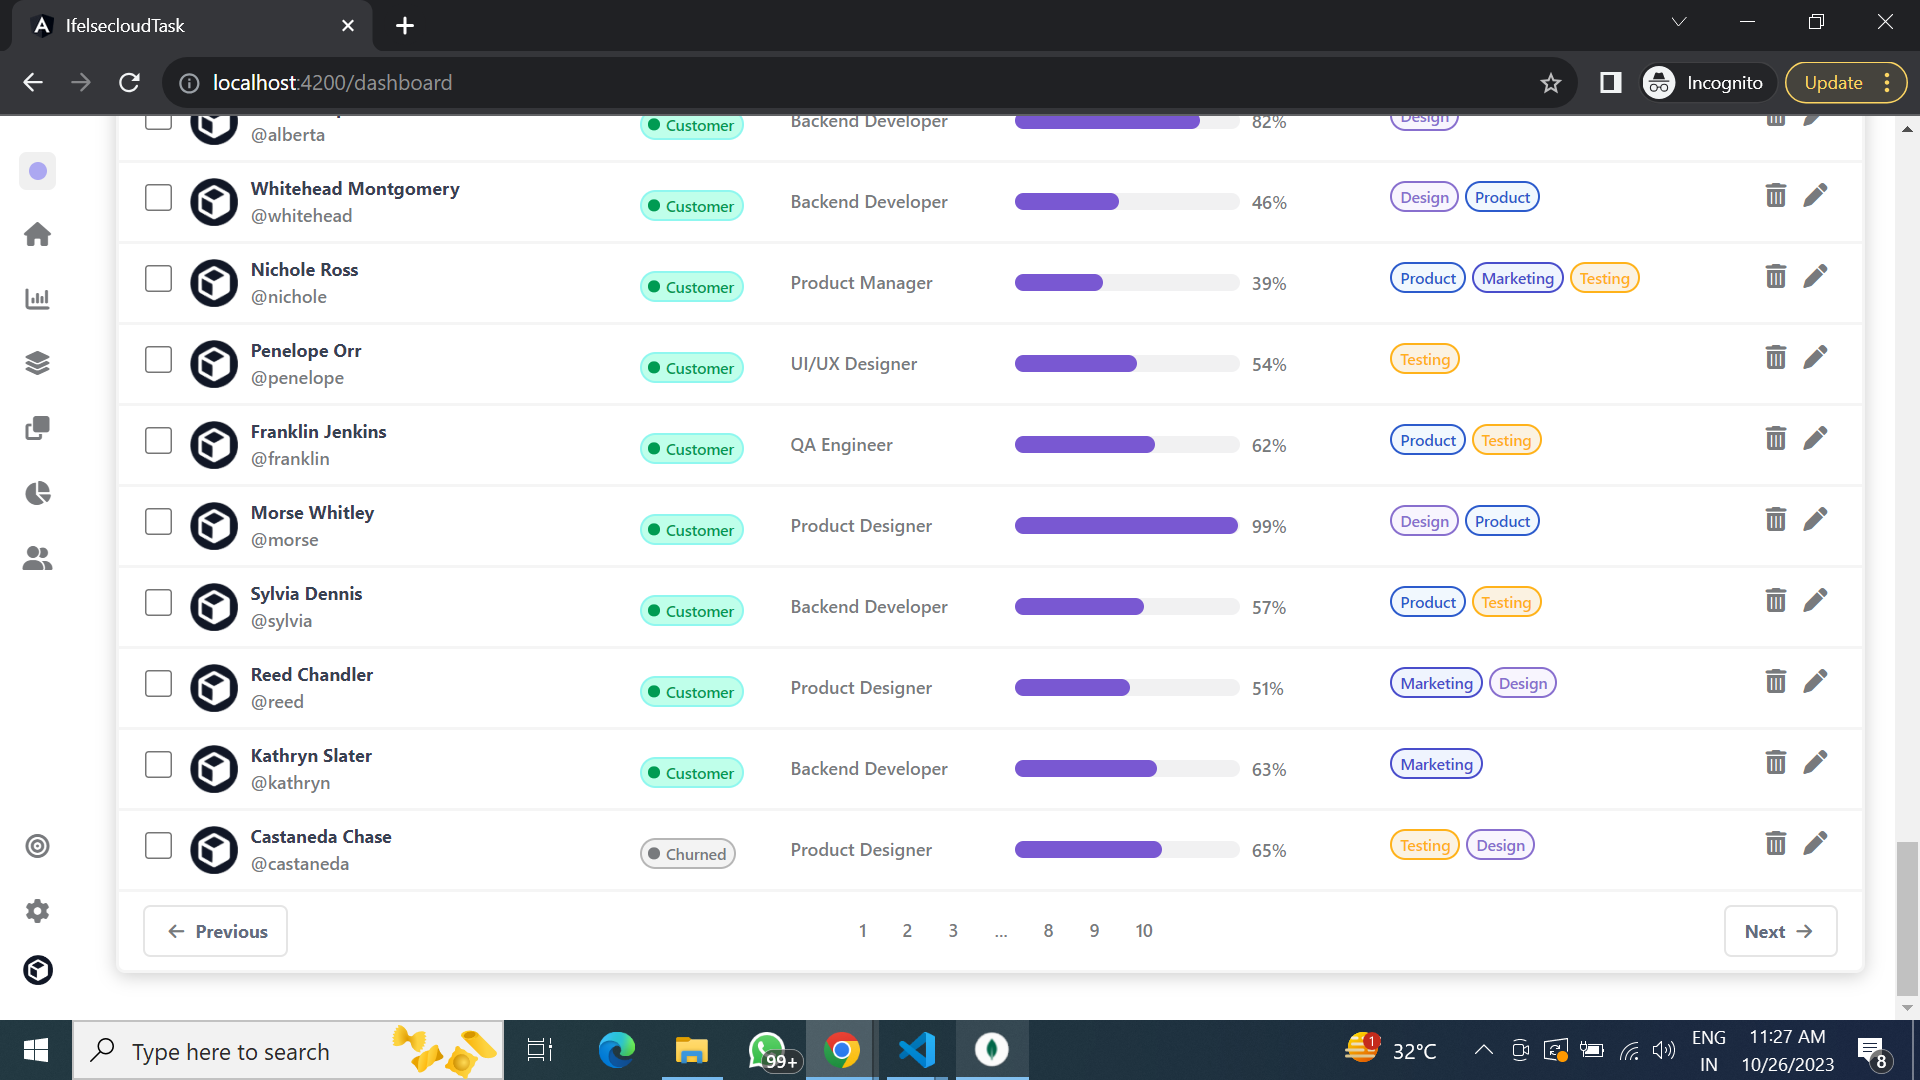 IfelsecloudTask
localhost:4200/dashboard
Incognito
Update
@alberta Customer Backend Developer 82% Design
Whitehead Montgomery
@whitehead Customer Backend Developer 46% Design Product
Nichole Ross
@nichole Customer Product Manager 39% Product Marketing Testing
Penelope Orr
@penelope Customer UI/UX Designer 54% Testing
Franklin Jenkins
@franklin Customer QA Engineer 62% Product Testing
Morse Whitley
@morse Customer Product Designer 99% Design Product
Sylvia Dennis
@sylvia Customer Backend Developer 57% Product Testing
Reed Chandler
@reed Customer Product Designer 51% Marketing Design
Kathryn Slater
@kathryn Customer Backend Developer 63% Marketing
Castaneda Chase
@castaneda Churned Product Designer 65% Testing Design
← Previous 1 2 3 ... 8 9 10 Next →
Type here to search
99+
1
32°C
ENG
IN
11:27 AM
10/26/2023
8